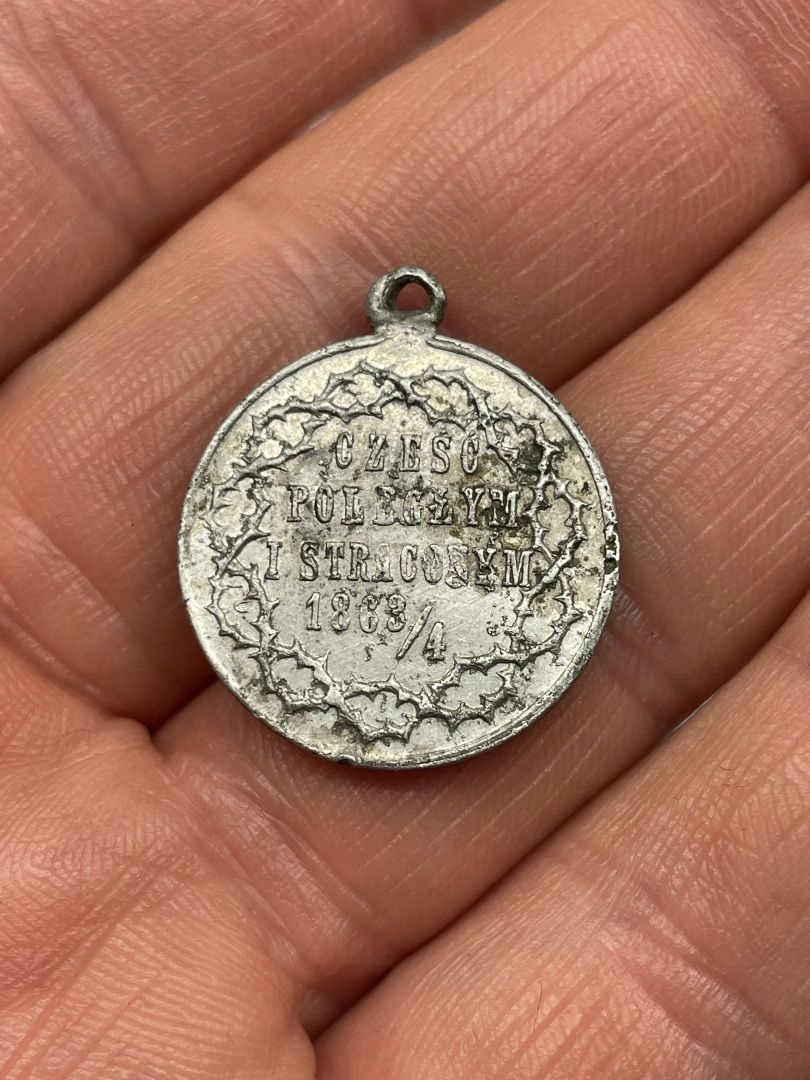 CZEŚĆ
POLEGŁYM
I STRACONYM
1863/4